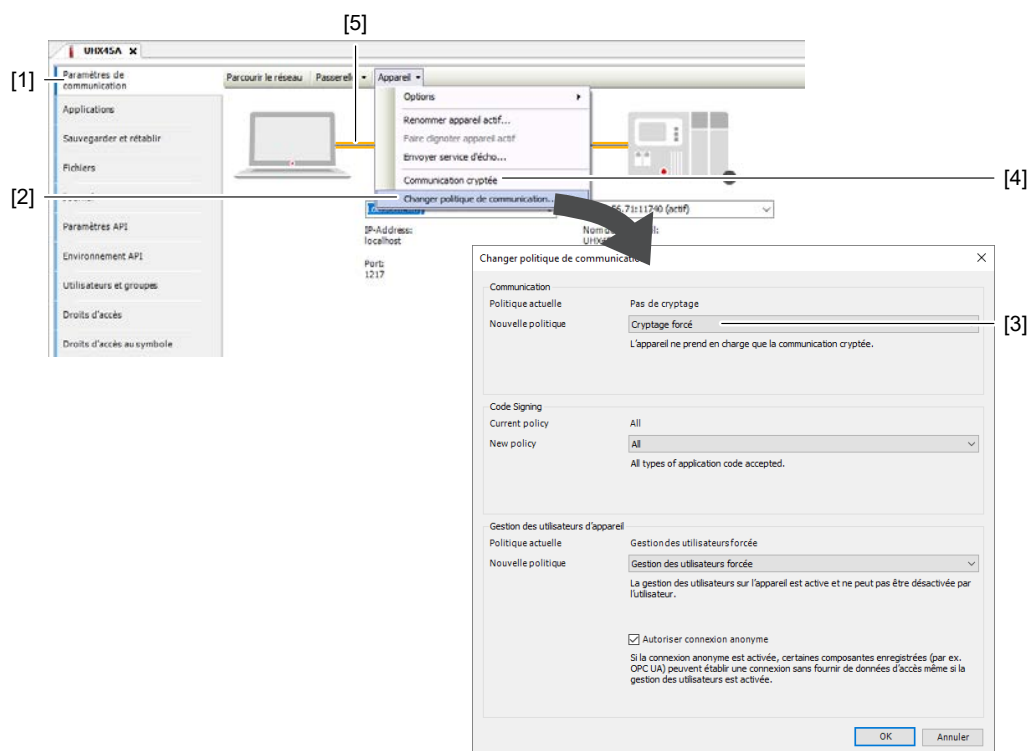 [5]
UHX45A
[1]
Paramètres de
communication
Parcourir le réseau
Passerelle
Appareil
Applications
Options
Sauvegarder et rétablir
Renommer appareil actif...
Faire clignoter appareil actif
Envoyer service d'écho...
Fichiers
Communication cryptée
[4]
[2]
Changer politique de communication...
56.71:11740 (actif)
Paramètres API
IP-Address:
localhost
Environnement API
Port:
1217
Utilisateurs et groupes
Droits d'accès
Droits d'accès au symbole
Changer politique de communication
Communication
Politique actuelle
Pas de cryptage
Nouvelle politique
Cryptage forcé
[3]
L'appareil ne prend en charge que la communication cryptée.
Code Signing
Current policy
All
New policy
All
All types of application code accepted.
Gestion des utilisateurs d'appareil
Politique actuelle
Gestion des utilisateurs forcée
Nouvelle politique
Gestion des utilisateurs forcée
La gestion des utilisateurs sur l'appareil est active et ne peut pas être désactivée par
l'utilisateur.
Autoriser connexion anonyme
Si la connexion anonyme est activée, certaines composantes enregistrées (par ex.
OPC UA) peuvent établir une connexion sans fournir de données d'accès même si la
gestion des utilisateurs est activée.
OK
Annuler